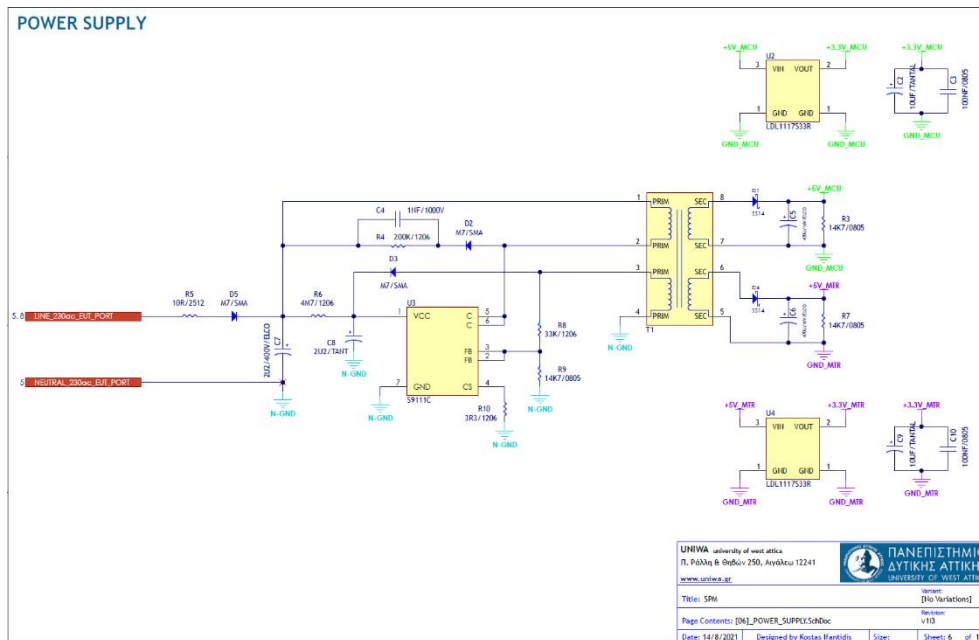 POWER SUPPLY
+5V_MCU
+3.3V_MCU
+3.3V_MCU
U2
3
VIN
VOUT
2
1
GND
GND
1
LDL1117S33R
GND_MCU
GND_MCU
C2
10UF/TANTAL
C3
100NF/0805
GND_MCU
C4
1NF/1000V
R4
200K/1206
D2
M7/SMA
D3
M7/SMA
1
PRIM
SEC
8
2
PRIM
SEC
7
3
PRIM
SEC
6
4
PRIM
SEC
5
T1
N-GND
D1
SS14
+5V_MCU
C5
R3
14K7/0805
GND_MCU
D4
SS14
+5V_MTR
C6
R7
14K7/0805
GND_MTR
5, 8
LINE_230ac_EUT_PORT
R5
10R/2512
D5
M7/SMA
R6
4M7/1206
5
NEUTRAL_230ac_EUT_PORT
C7
2U2/400V/ELCO
N-GND
C8
2U2/TANT
N-GND
U3
1
VCC
C
5
C
6
FB
3
FB
2
7
GND
CS
4
S9111C
N-GND
R8
33K/1206
R9
14K7/0805
N-GND
R10
3R3/1206
N-GND
+5V_MTR
+3.3V_MTR
+3.3V_MTR
U4
3
VIN
VOUT
2
1
GND
GND
1
LDL1117S33R
GND_MTR
GND_MTR
C9
10UF/TANTAL
C10
100NF/0805
GND_MTR
UNIWA university of west attica
Π. Ράλλη & Θηβών 250, Αιγάλεω 12241
www.uniwa.gr
ΠΑΝΕΠΙΣΤΗΜΙΟ
ΔΥΤΙΚΗΣ ΑΤΤΙΚΗΣ
UNIVERSITY OF WEST ATTICA
Title: SPM
Variant:
[No Variations]
Page Contents: [06]_POWER_SUPPLY.SchDoc
Revision:
v1I3
Date: 14/8/2021
Designed by Kostas Ifantidis
Size:
Sheet: 6 of 1